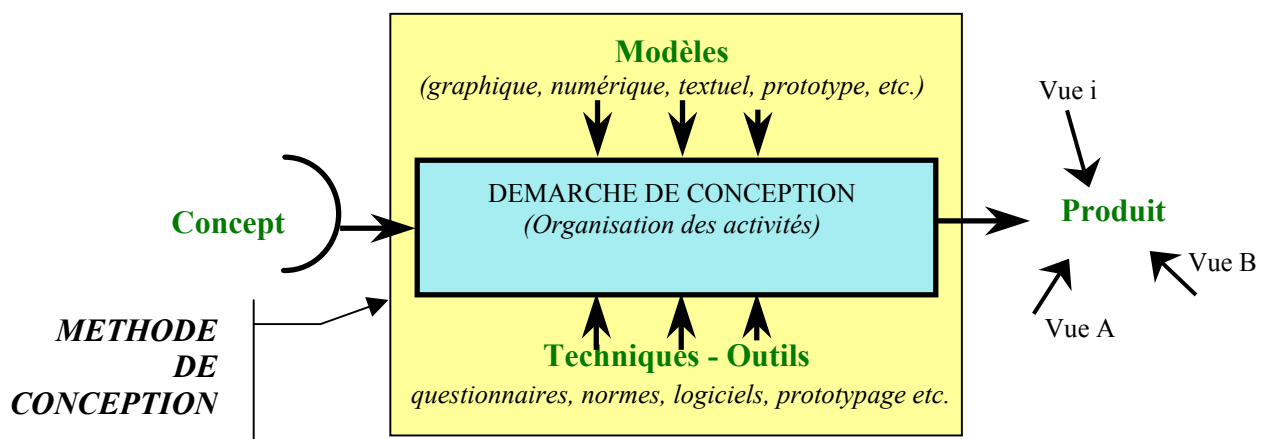 Modèles
(graphique, numérique, textuel, prototype, etc.)
Vue i
DEMARCHE DE CONCEPTION
(Organisation des activités)
Concept
Produit
Vue B
Vue A
METHODE
DE
CONCEPTION
Techniques - Outils
questionnaires, normes, logiciels, prototypage etc.